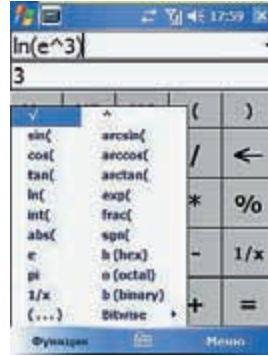 17:59
ln(e^3)
3
√ ^ ( )
sin( arcsin(
cos( arccos( / ←
tan( arctan(
ln( exp( * %
int( frac(
abs( sgn(
e h (hex) - 1/x
pi o (octal)
1/x b (binary) + =
(...) Bitwise
Функции Меню